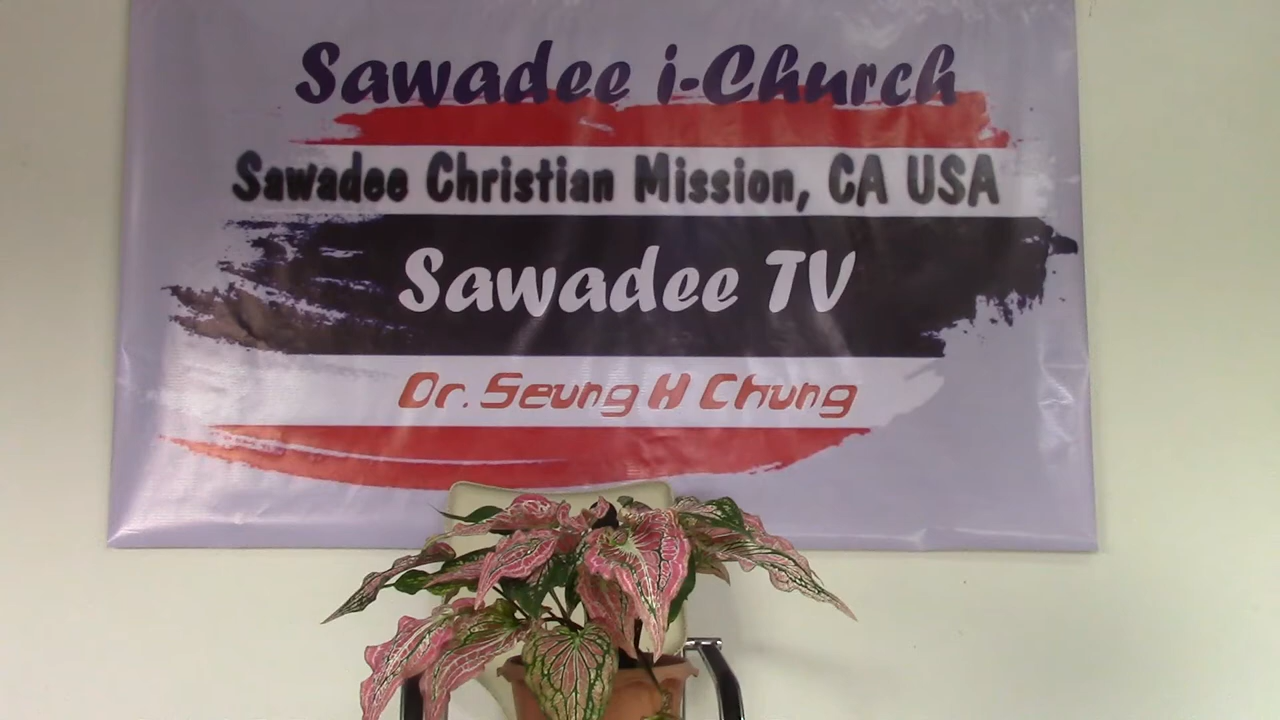 Sawadee i-Church
Sawadee Christian Mission, CA USA
Sawadee TV
Dr. Seung H Chung